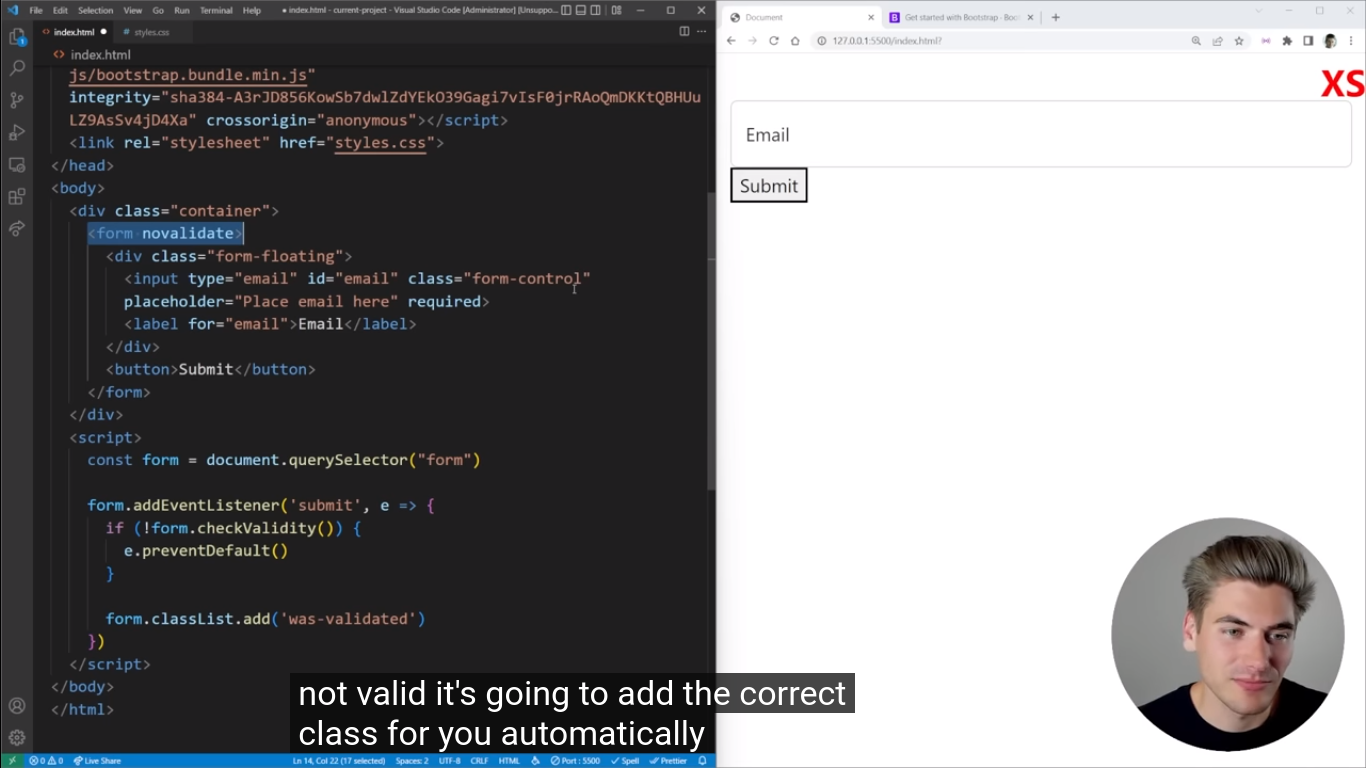 File Edit Selection View Go Run Terminal Help ● index.html - current-project - Visual Studio Code [Administrator] [Unsuppo...
index.html ● # styles.css
<> index.html
js/bootstrap.bundle.min.js"
integrity="sha384-A3rJD856KowSb7dwlZdYEkO39Gagi7vIsF0jrRAoQmDKKtQBHUu
LZ9AsSv4jD4Xa" crossorigin="anonymous"></script>
<link rel="stylesheet" href="styles.css">
</head>
<body>
<div class="container">
<form novalidate>
<div class="form-floating">
<input type="email" id="email" class="form-control"
placeholder="Place email here" required>
<label for="email">Email</label>
</div>
<button>Submit</button>
</form>
</div>
<script>
const form = document.querySelector("form")
form.addEventListener('submit', e => {
if (!form.checkValidity()) {
e.preventDefault()
}
form.classList.add('was-validated')
})
</script>
</body>
</html>
0 0 Live Share Ln 14, Col 22 (17 selected) Spaces: 2 UTF-8 CRLF HTML Port : 5500 Spell Prettier
Document Get started with Bootstrap · Boo
127.0.0.1:5500/index.html?
XS
Email
Submit
not valid it's going to add the correct
class for you automatically